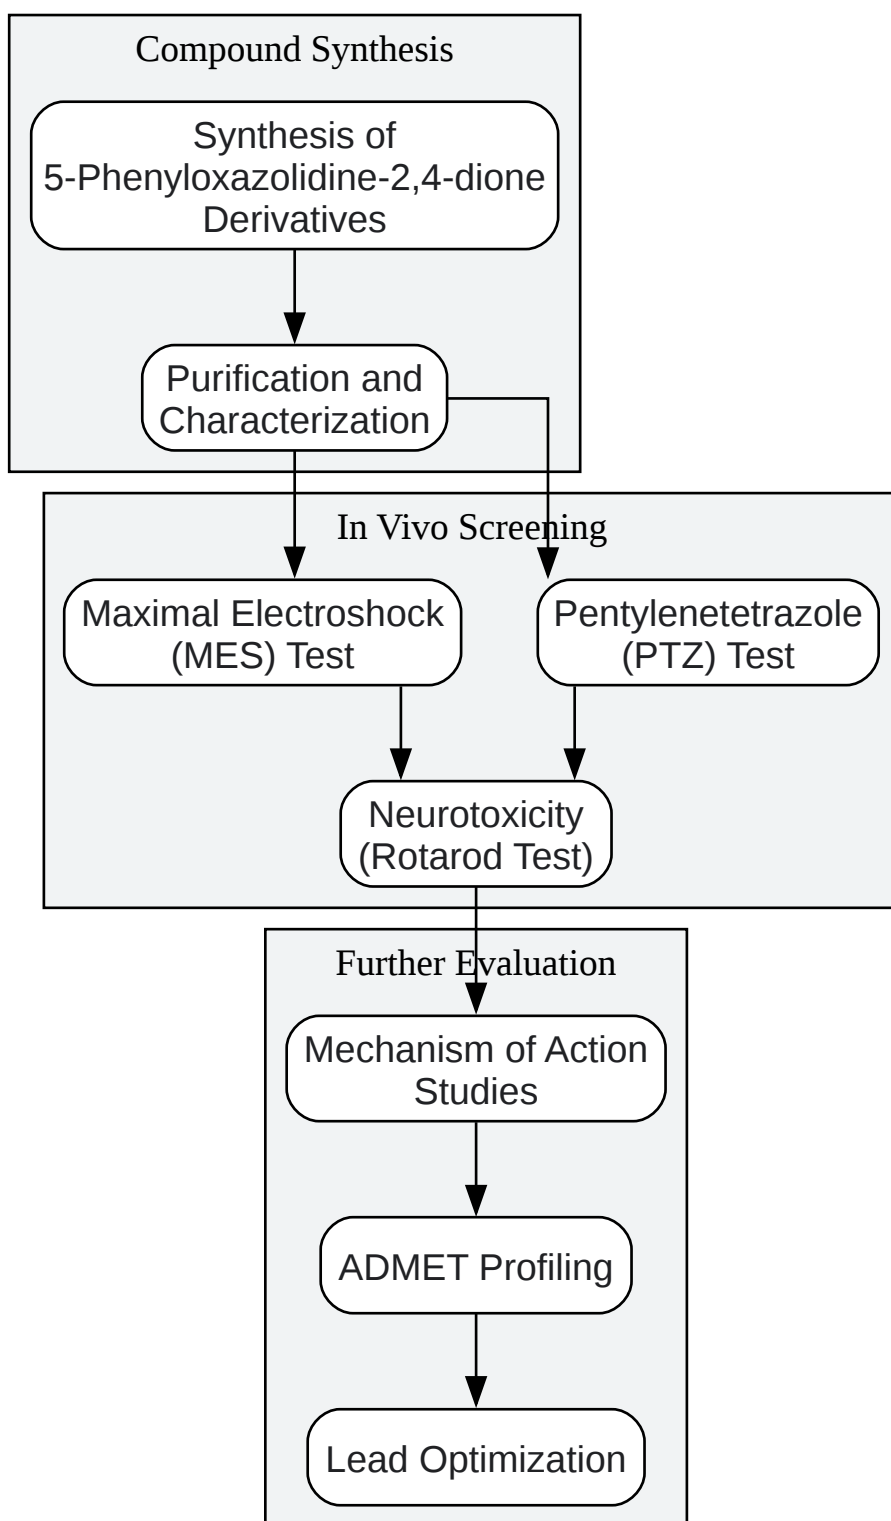 Compound Synthesis
Synthesis of
5-Phenyloxazolidine-2,4-dione
Derivatives
Purification and
Characterization
In Vivo Screening
Maximal Electroshock
(MES) Test
Pentylenetetrazole
(PTZ) Test
Neurotoxicity
(Rotarod Test)
Further Evaluation
Mechanism of Action
Studies
ADMET Profiling
Lead Optimization